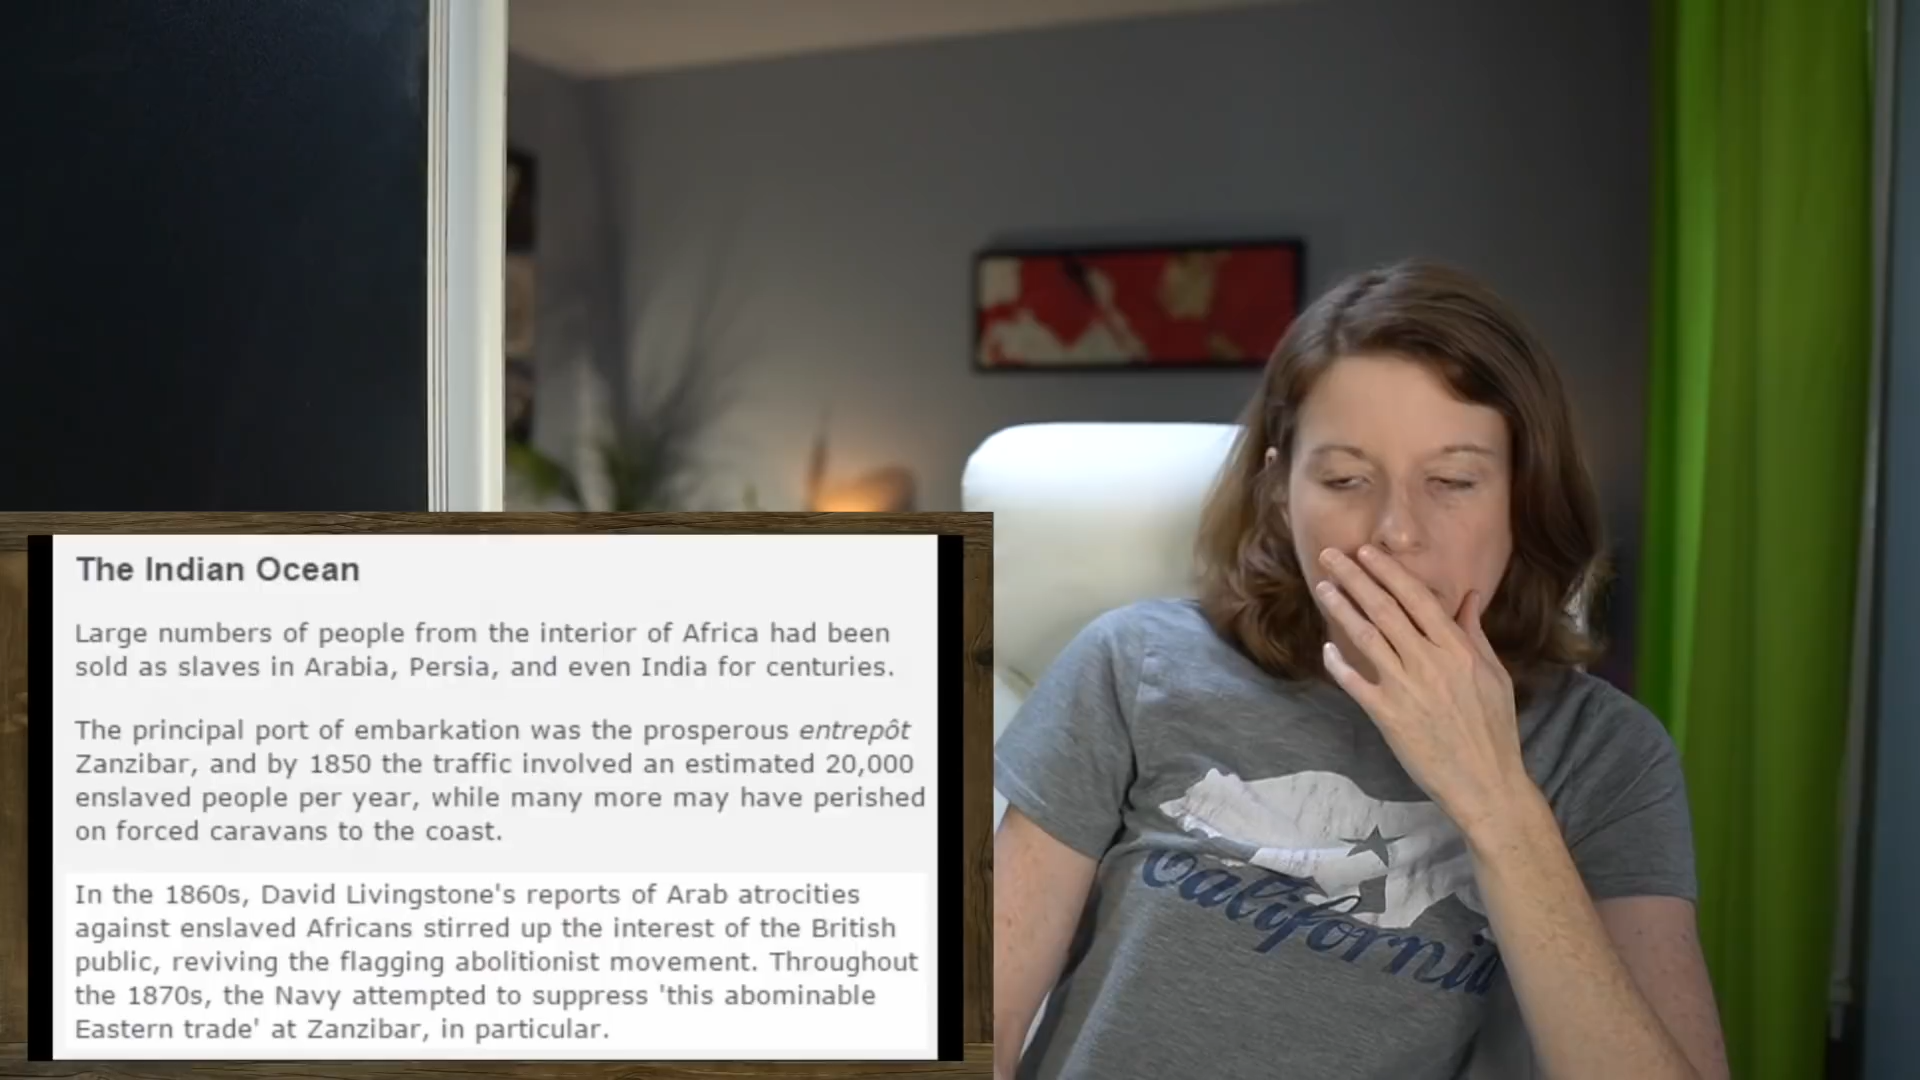 The Indian Ocean
Large numbers of people from the interior of Africa had been
sold as slaves in Arabia, Persia, and even India for centuries.
The principal port of embarkation was the prosperous entrepôt
Zanzibar, and by 1850 the traffic involved an estimated 20,000
enslaved people per year, while many more may have perished
on forced caravans to the coast.
In the 1860s, David Livingstone's reports of Arab atrocities
against enslaved Africans stirred up the interest of the British
public, reviving the flagging abolitionist movement. Throughout
the 1870s, the Navy attempted to suppress 'this abominable
Eastern trade' at Zanzibar, in particular.
California